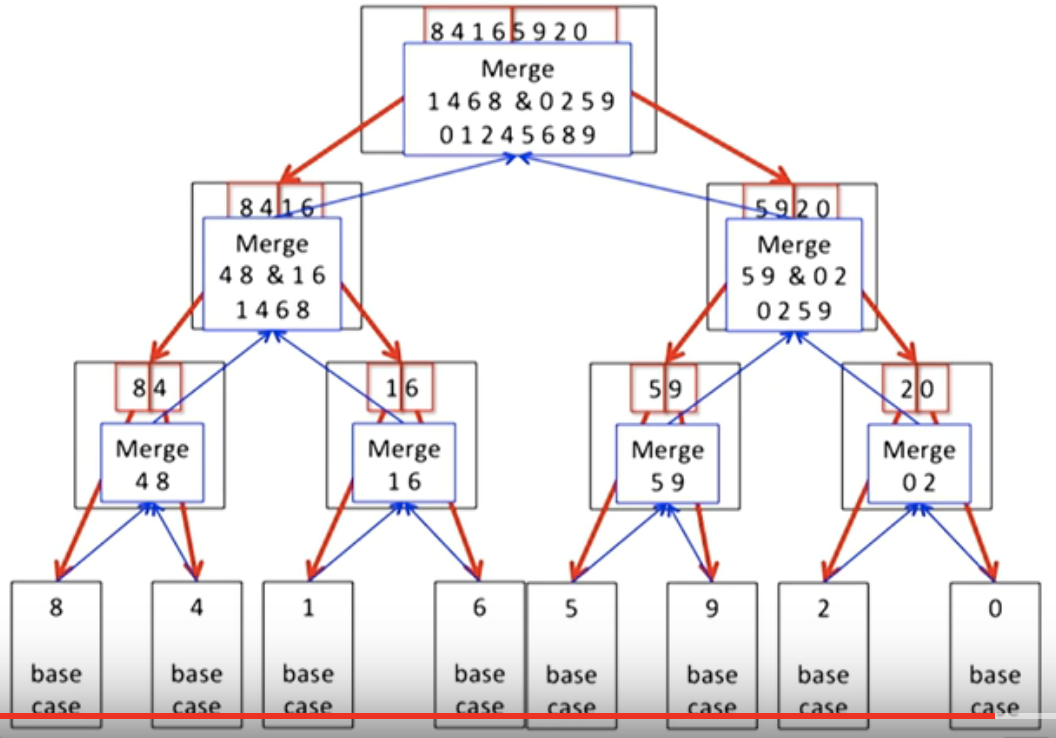 8 4 1 6 5 9 2 0
Merge
1 4 6 8 & 0 2 5 9
0 1 2 4 5 6 8 9
8 4 1 6
Merge
4 8 & 1 6
1 4 6 8
5 9 2 0
Merge
5 9 & 0 2
0 2 5 9
8 4
Merge
4 8
1 6
Merge
1 6
5 9
Merge
5 9
2 0
Merge
0 2
8
base
case
4
base
case
1
base
case
6
base
case
5
base
case
9
base
case
2
base
case
0
base
case